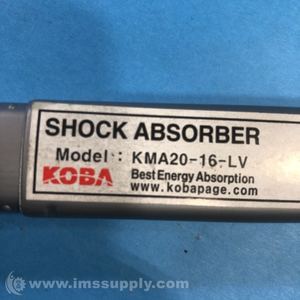 SHOCK ABSORBER
Model : KMA20-16-LV
KOBA Best Energy Absorption
www.kobapage.com
www.imssupply.com